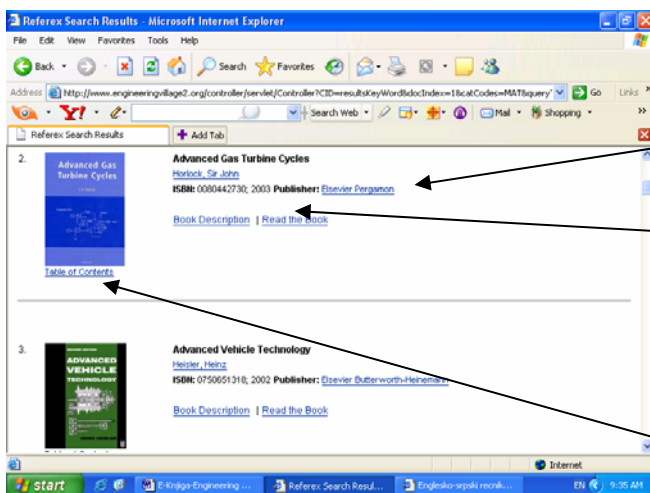 Referex Search Results - Microsoft Internet Explorer
File Edit View Favorites Tools Help
Back Search Favorites
Address http://www.engineeringvillage2.org/controller/servlet/Controller?CID=resultsKeyWord&docIndex=1&catCodes=MAT&query Go Links »
Y! Search Web Mail Shopping »
Referex Search Results Add Tab
2. Advanced Gas Turbine Cycles
Advanced Gas
Turbine Cycles
Horlock, Sir John
ISBN: 0080442730; 2003 Publisher: Elsevier Pergamon
Book Description | Read the Book
Table of Contents
3. Advanced Vehicle Technology
ADVANCED
VEHICLE
TECHNOLOGY
Heisler, Heinz
ISBN: 0750651318; 2002 Publisher: Elsevier Butterworth-Heinemann
Book Description | Read the Book
Table of Contents
Internet
start E-Knjiga-Engineering ... Referex Search Resul... Englesko-srpski recnik... EN 9:35 AM